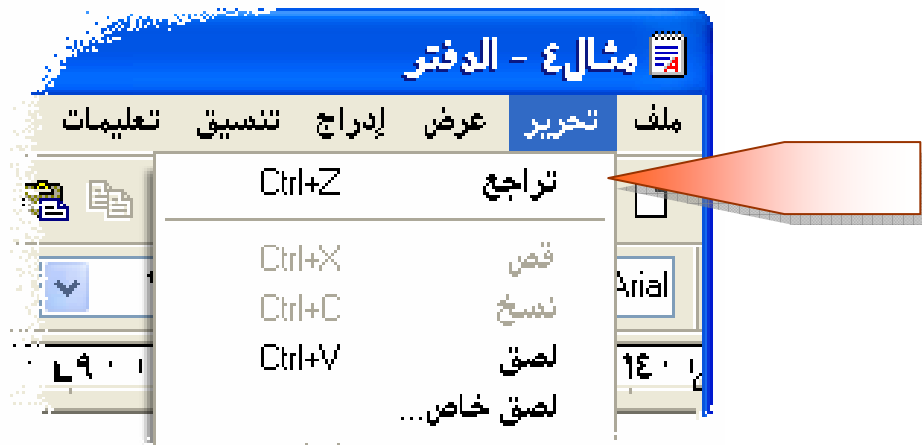 مثال٤ - الدفتر
ملف تحرير عرض إدراج تنسيق تعليمات
تراجع Ctrl+Z
قص Ctrl+X
Arial
نسخ Ctrl+C
لصق Ctrl+V
لصق خاص...